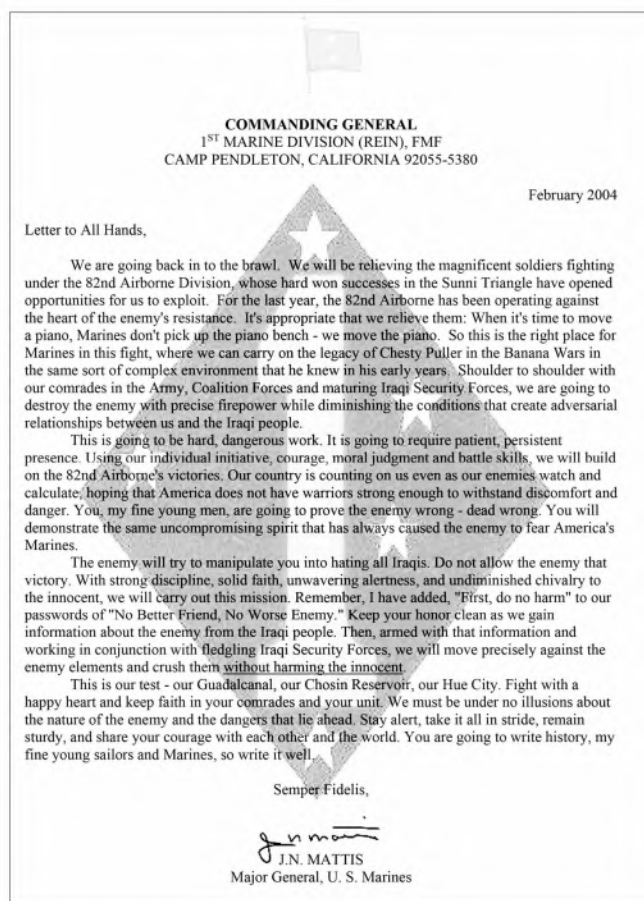 COMMANDING GENERAL
1ST MARINE DIVISION (REIN), FMF
CAMP PENDLETON, CALIFORNIA 92055-5380
February 2004
Letter to All Hands,
We are going back in to the brawl. We will be relieving the magnificent soldiers fighting
under the 82nd Airborne Division, whose hard won successes in the Sunni Triangle have opened
opportunities for us to exploit. For the last year, the 82nd Airborne has been operating against
the heart of the enemy's resistance. It's appropriate that we relieve them: When it's time to move
a piano, Marines don't pick up the piano bench - we move the piano. So this is the right place for
Marines in this fight, where we can carry on the legacy of Chesty Puller in the Banana Wars in
the same sort of complex environment that he knew in his early years. Shoulder to shoulder with
our comrades in the Army, Coalition Forces and maturing Iraqi Security Forces, we are going to
destroy the enemy with precise firepower while diminishing the conditions that create adversarial
relationships between us and the Iraqi people.
This is going to be hard, dangerous work. It is going to require patient, persistent
presence. Using our individual initiative, courage, moral judgment and battle skills, we will build
on the 82nd Airborne's victories. Our country is counting on us even as our enemies watch and
calculate, hoping that America does not have warriors strong enough to withstand discomfort and
danger. You, my fine young men, are going to prove the enemy wrong - dead wrong. You will
demonstrate the same uncompromising spirit that has always caused the enemy to fear America's
Marines.
The enemy will try to manipulate you into hating all Iraqis. Do not allow the enemy that
victory. With strong discipline, solid faith, unwavering alertness, and undiminished chivalry to
the innocent, we will carry out this mission. Remember, I have added, "First, do no harm" to our
passwords of "No Better Friend, No Worse Enemy." Keep your honor clean as we gain
information about the enemy from the Iraqi people. Then, armed with that information and
working in conjunction with fledgling Iraqi Security Forces, we will move precisely against the
enemy elements and crush them without harming the innocent.
This is our test - our Guadalcanal, our Chosin Reservoir, our Hue City. Fight with a
happy heart and keep faith in your comrades and your unit. We must be under no illusions about
the nature of the enemy and the dangers that lie ahead. Stay alert, take it all in stride, remain
sturdy, and share your courage with each other and the world. You are going to write history, my
fine young sailors and Marines, so write it well.
Semper Fidelis,
J.N. MATTIS
Major General, U. S. Marines